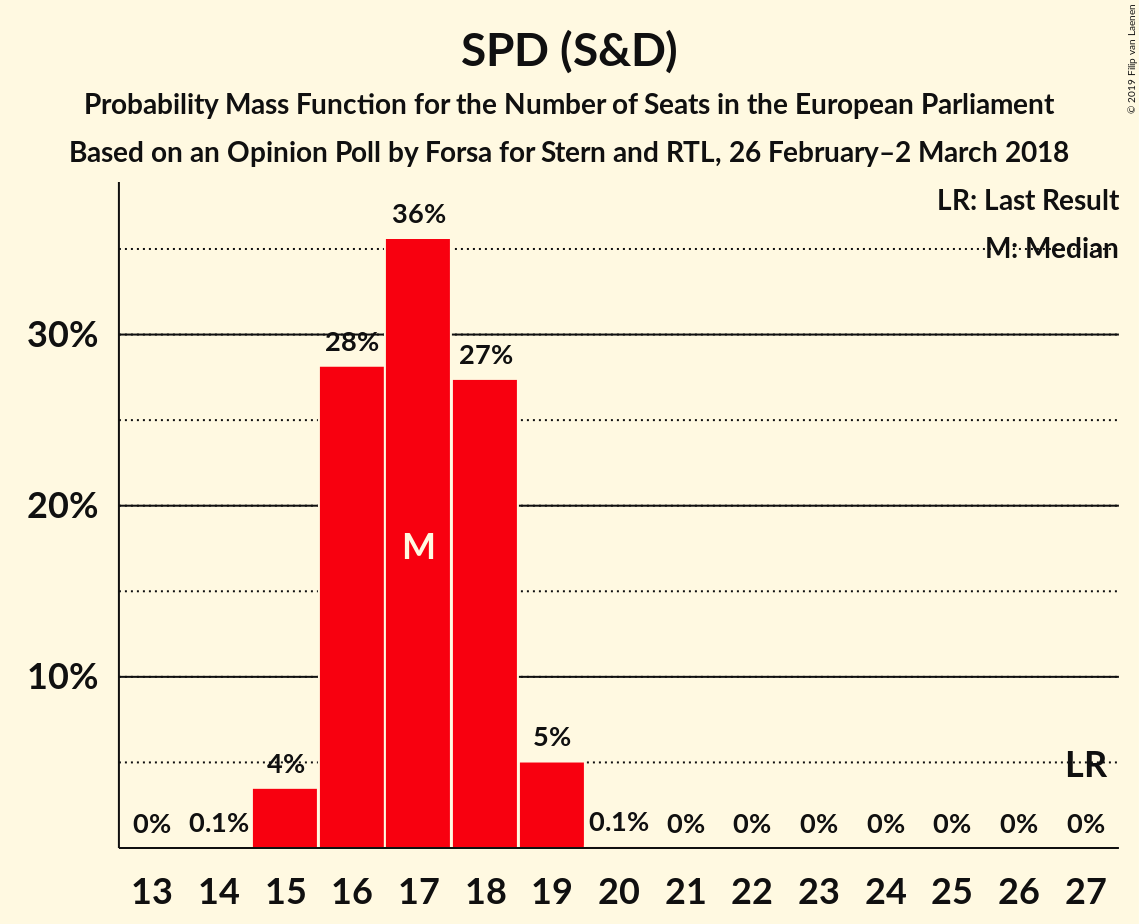 SPD (S&D)
Probability Mass Function for the Number of Seats in the European Parliament
Based on an Opinion Poll by Forsa for Stern and RTL, 26 February–2 March 2018
© 2019 Filip van Laenen
LR: Last Result
M: Median
36%
30%
28%
27%
20%
M
10%
5%
4%
LR
0%
0.1%
0.1%
0%
0%
0%
0%
0%
0%
0%
13 14 15 16 17 18 19 20 21 22 23 24 25 26 27